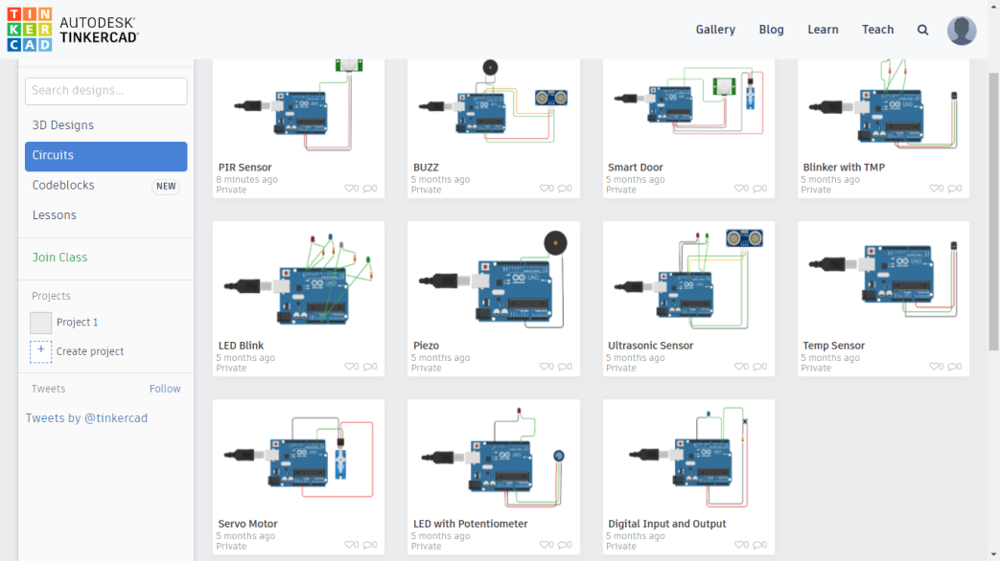 TIN
KER
CAD
AUTODESK
TINKERCAD
Gallery
Blog
Learn
Teach
Search designs...
3D Designs
Circuits
Codeblocks
NEW
Lessons
Join Class
Projects
Project 1
+ Create project
Tweets
Follow
Tweets by @tinkercad
PIR Sensor
8 minutes ago
Private
0 0
BUZZ
5 months ago
Private
0 0
Smart Door
5 months ago
Private
0 0
Blinker with TMP
5 months ago
Private
0 0
LED Blink
5 months ago
Private
0 0
Piezo
5 months ago
Private
0 0
Ultrasonic Sensor
5 months ago
Private
0 0
Temp Sensor
5 months ago
Private
0 0
Servo Motor
5 months ago
Private
0 0
LED with Potentiometer
5 months ago
Private
0 0
Digital Input and Output
5 months ago
Private
0 0